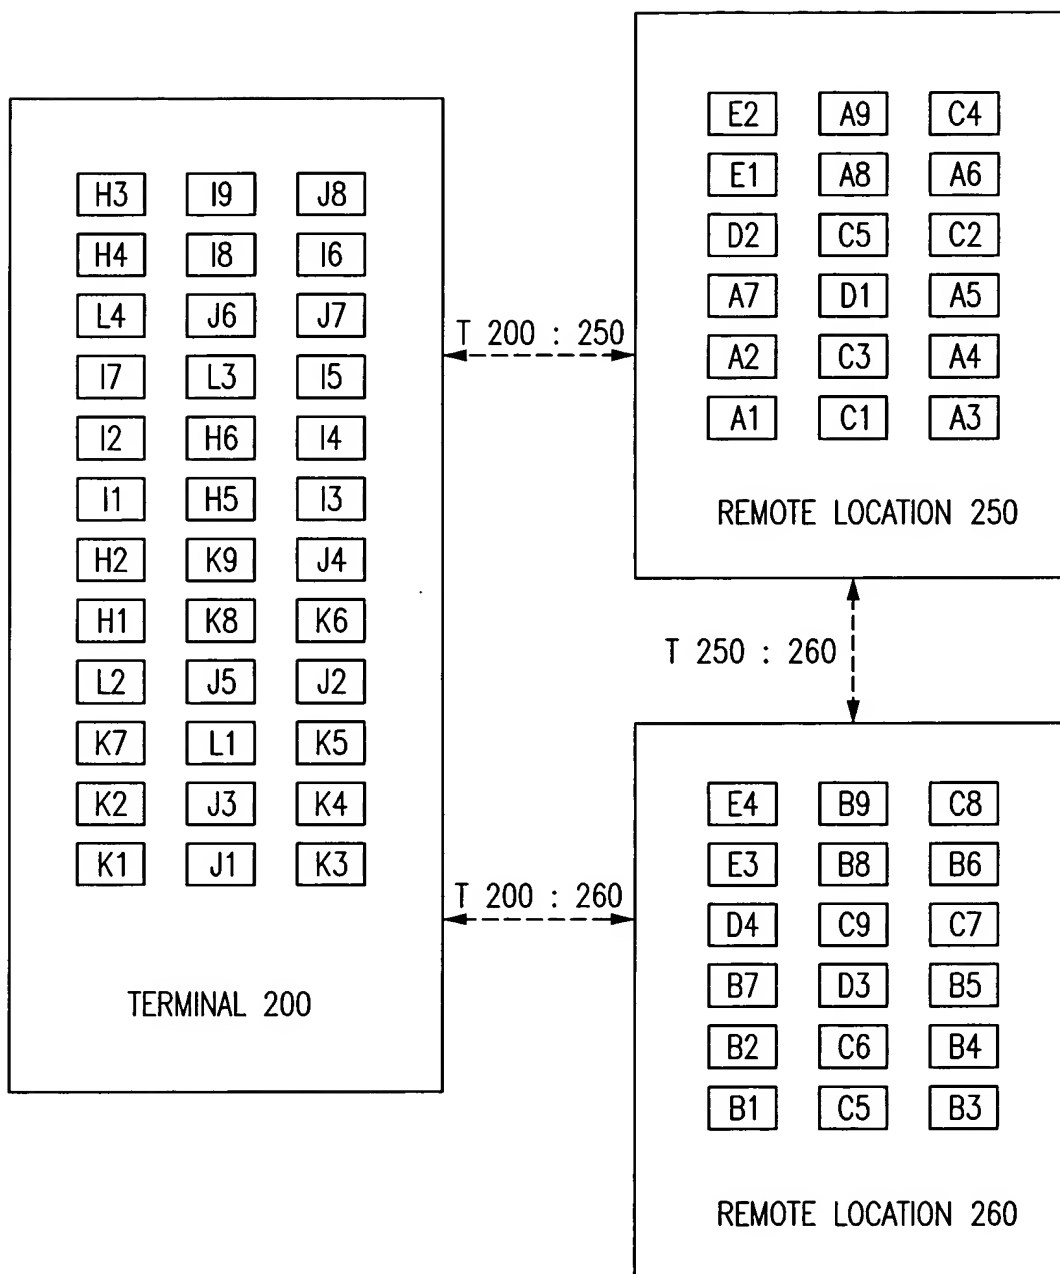 H3 I9 J8
H4 I8 I6
L4 J6 J7
I7 L3 I5
I2 H6 I4
I1 H5 I3
H2 K9 J4
H1 K8 K6
L2 J5 J2
K7 L1 K5
K2 J3 K4
K1 J1 K3
TERMINAL 200
T 200 : 250
E2 A9 C4
E1 A8 A6
D2 C5 C2
A7 D1 A5
A2 C3 A4
A1 C1 A3
REMOTE LOCATION 250
T 250 : 260
T 200 : 260
E4 B9 C8
E3 B8 B6
D4 C9 C7
B7 D3 B5
B2 C6 B4
B1 C5 B3
REMOTE LOCATION 260